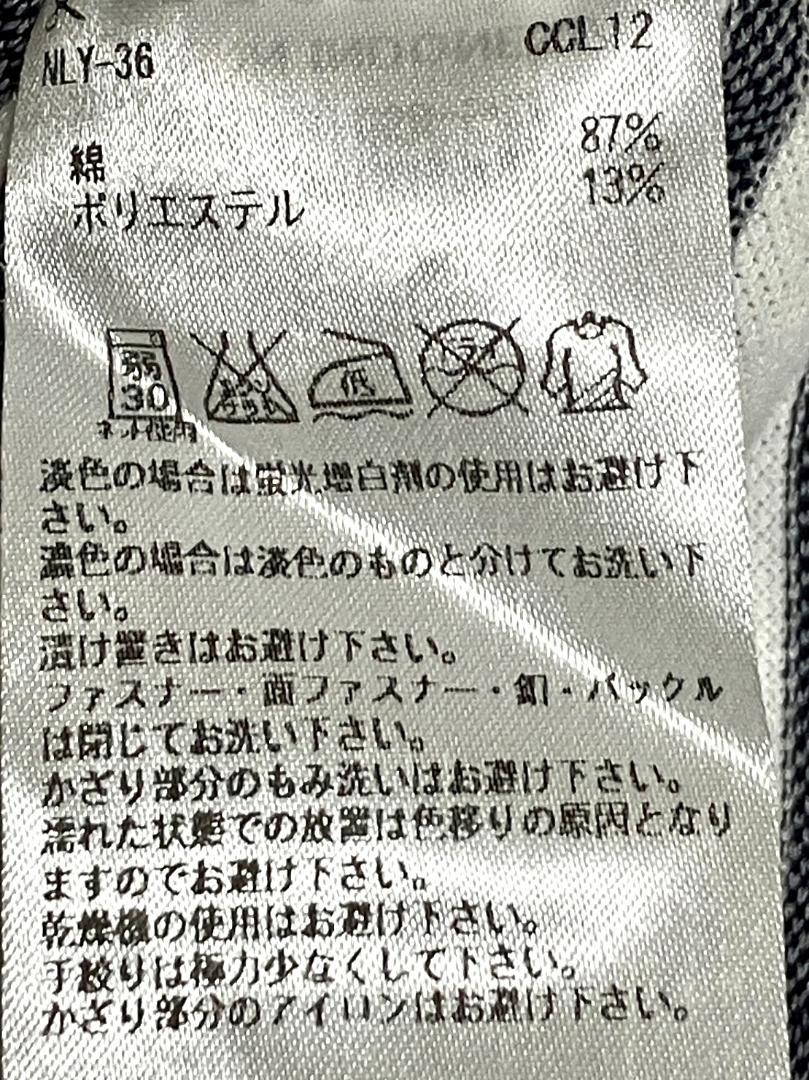 NLY-36
CCL12
綿 87%
ポリエステル 13%
弱
30
ネット使用
低
淡色の場合は蛍光増白剤の使用はお避け下
さい。
濃色の場合は淡色のものと分けてお洗い下
さい。
漬け置きはお避け下さい。
ファスナー・面ファスナー・釦・バックル
は閉じてお洗い下さい。
かざり部分のもみ洗いはお避け下さい。
濡れた状態での放置は色移りの原因となり
ますのでお避け下さい。
乾燥機の使用はお避け下さい。
手絞りは極力少なくして下さい。
かざり部分のアイロンはお避け下さい。